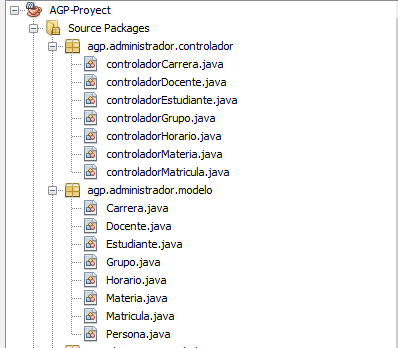 AGP-Proyect
Source Packages
agp.administrador.controlador
controladorCarrera.java
controladorDocente.java
controladorEstudiante.java
controladorGrupo.java
controladorHorario.java
controladorMateria.java
controladorMatricula.java
agp.administrador.modelo
Carrera.java
Docente.java
Estudiante.java
Grupo.java
Horario.java
Materia.java
Matricula.java
Persona.java